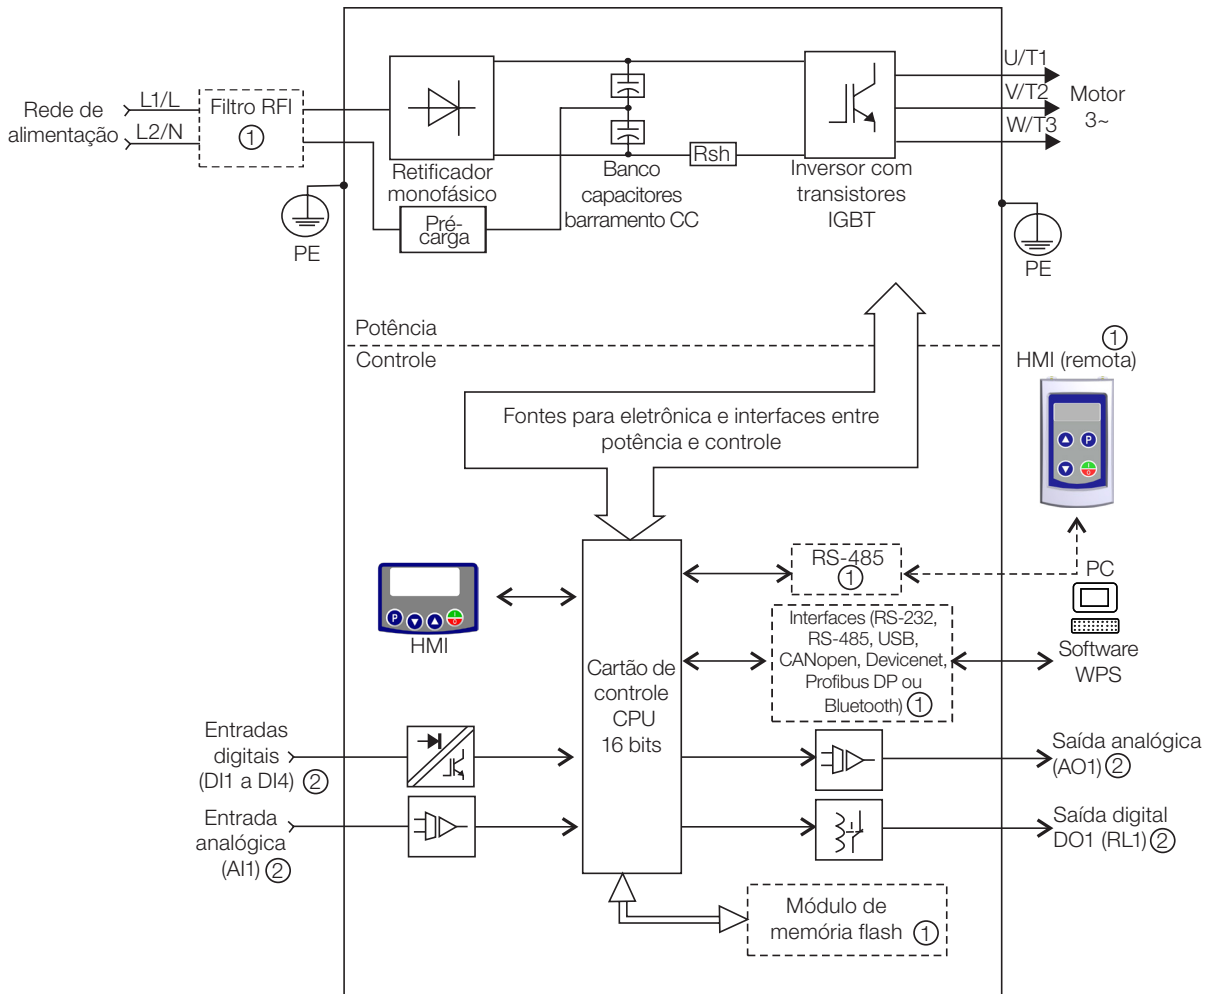 Rede de
alimentação
L1/L
L2/N
Filtro RFI
1
PE
Retificador
monofásico
Pré-
carga
Banco
capacitores
barramento CC
Rsh
Inversor com
transistores
IGBT
U/T1
V/T2
W/T3
Motor
3~
PE
Potência
Controle
Fontes para eletrônica e interfaces entre
potência e controle
1
HMI (remota)
P
I
0
P
I
0
HMI
Cartão de
controle
CPU
16 bits
RS-485
1
Interfaces (RS-232,
RS-485, USB,
CANopen, Devicenet,
Profibus DP ou
Bluetooth) 1
PC
Software
WPS
Entradas
digitais
(DI1 a DI4) 2
Entrada
analógica
(AI1) 2
Saída analógica
(AO1) 2
Saída digital
DO1 (RL1) 2
Módulo de
memória flash 1